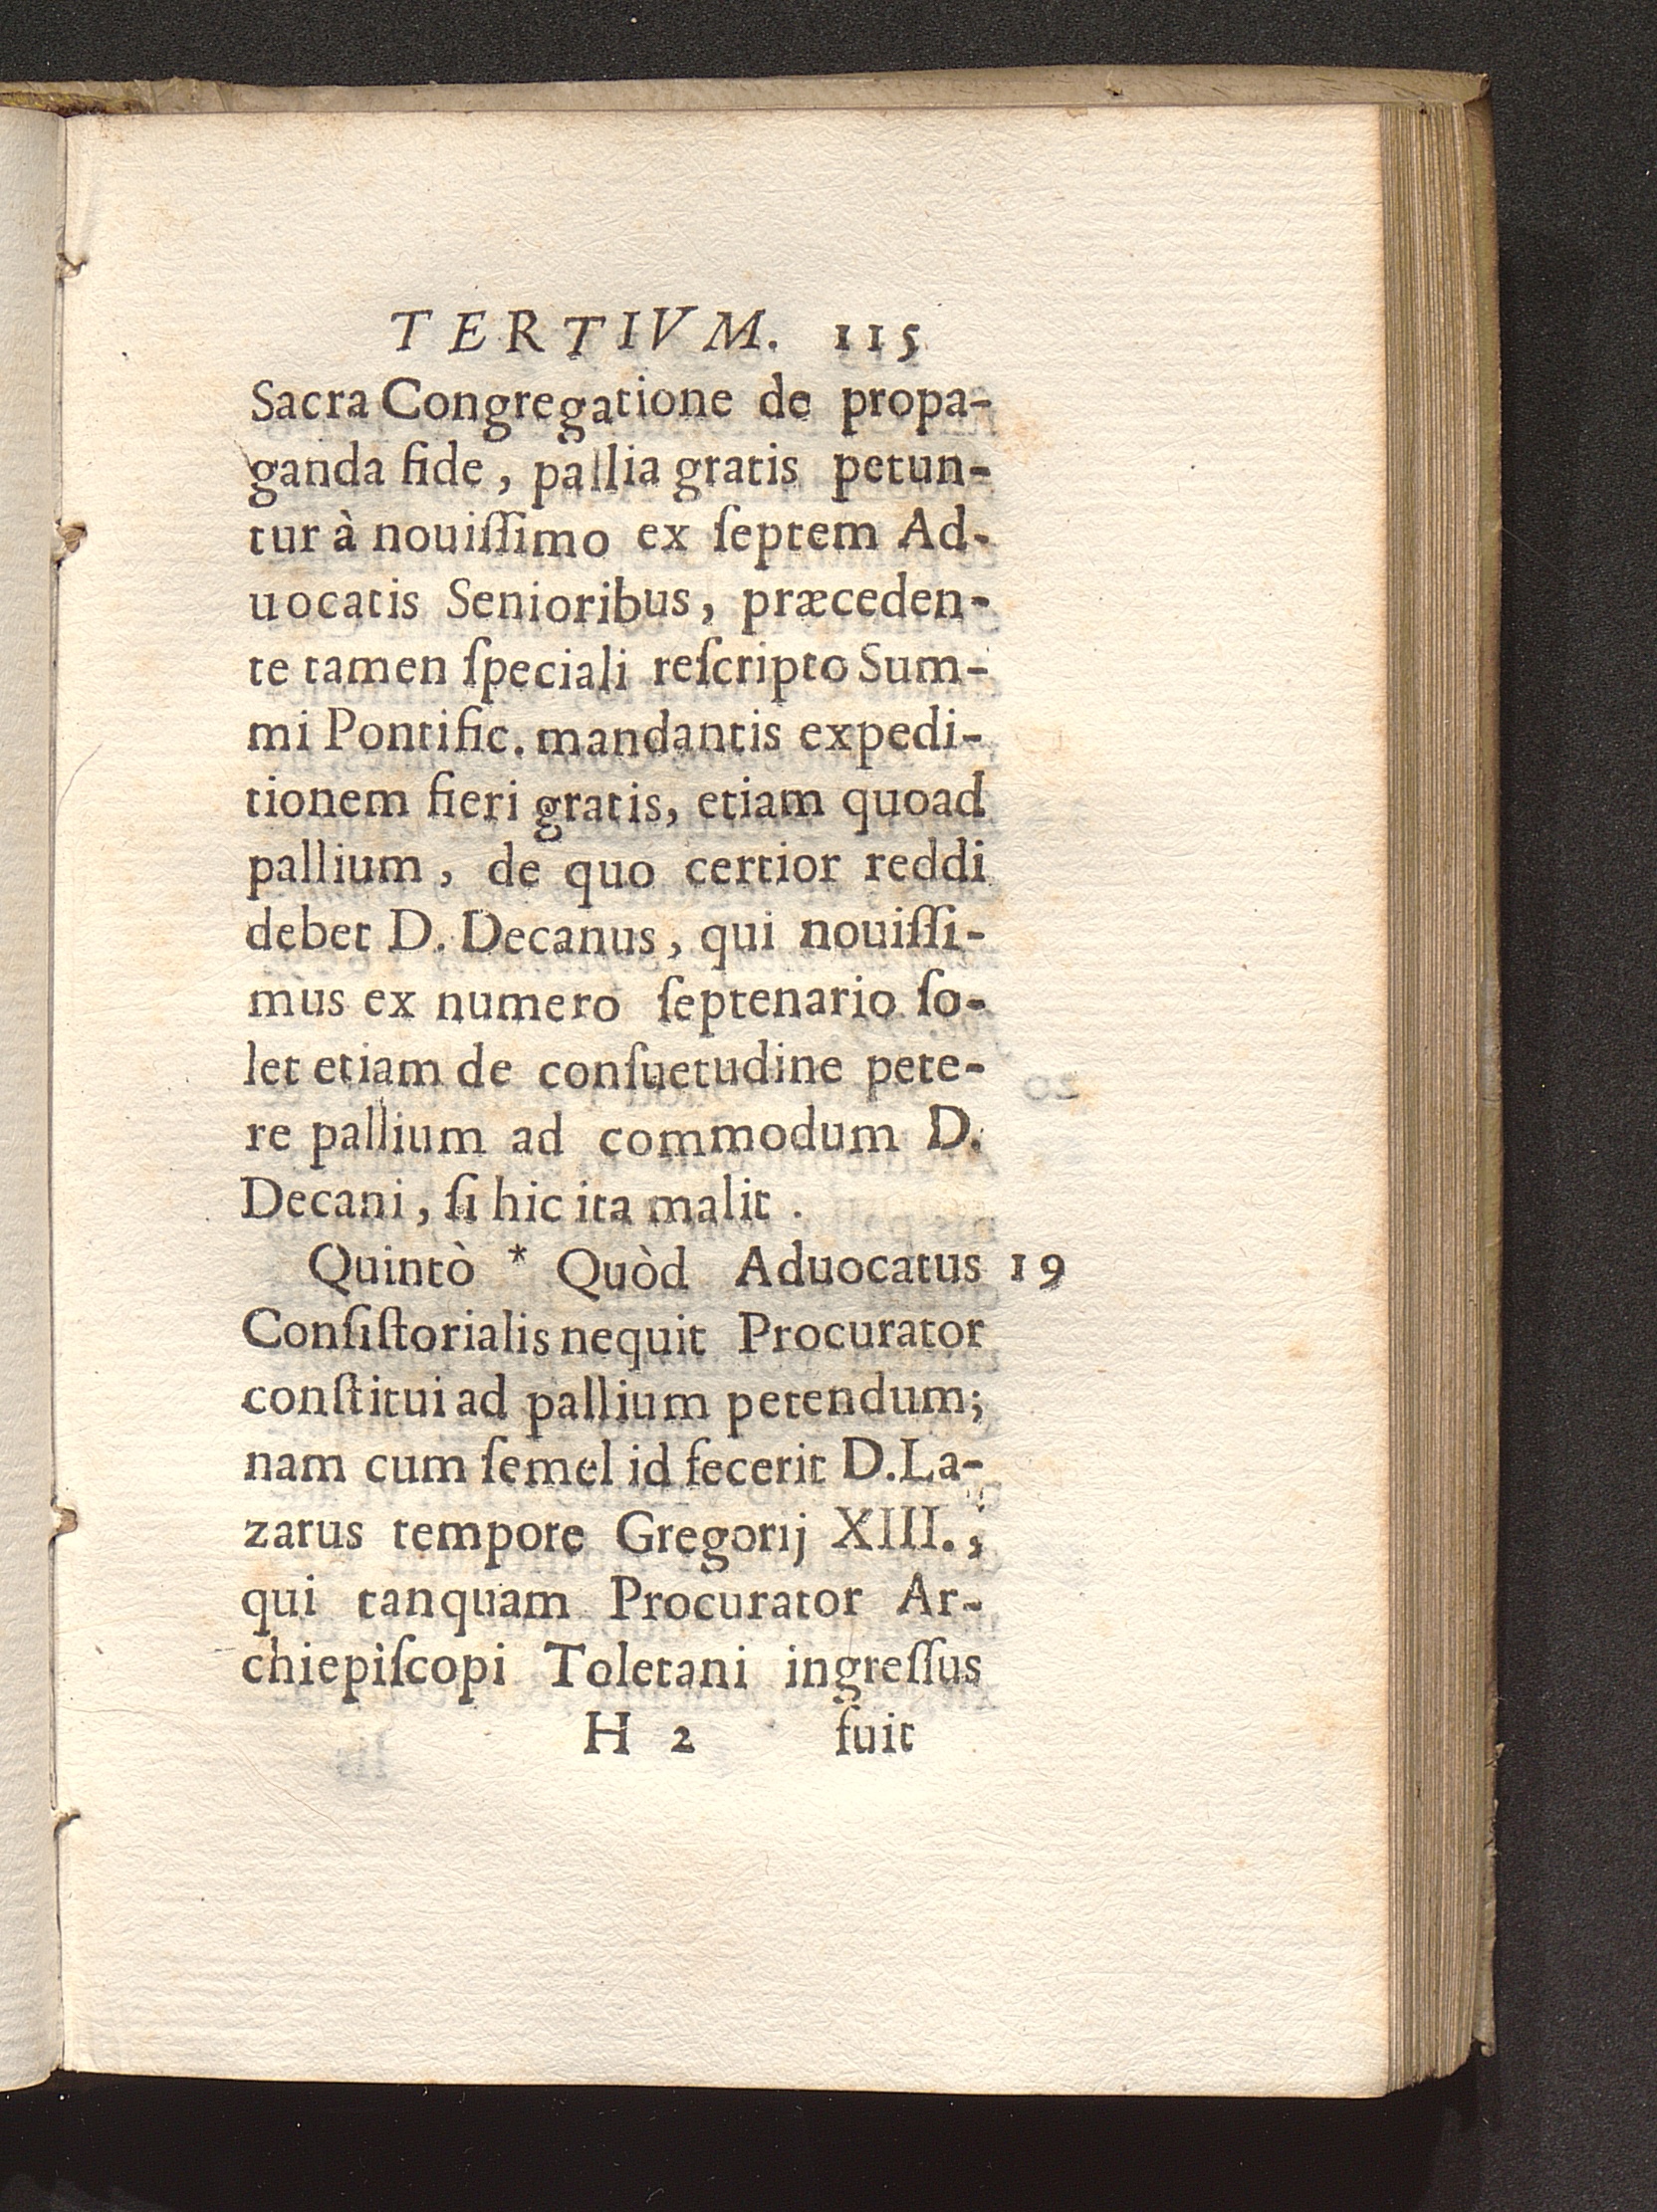 TERTIVM. 115
Sacra Congregatione de propa-
ganda fide, pallia gratis petun-
tur à nouiſſimo ex ſeptem Ad-
uocatis Senioribus, præceden-
te tamen ſpeciali reſcripto Sum-
mi Pontific. mandantis expedi-
tionem fieri gratis, etiam quoad
pallium, de quo certior reddi
debet D. Decanus, qui nouiſſi-
mus ex numero ſeptenario ſo-
let etiam de conſuetudine pete-
re pallium ad commodum D.
Decani, ſi hic ita malit.
Quintò * Quòd Aduocatus 19
Conſiſtorialis nequit Procurator
conſtitui ad pallium petendum;
nam cum ſemel id fecerit D. La-
zarus tempore Gregorij XIII.,
qui tanquam Procurator Ar-
chiepiſcopi Toletani ingreſſus
H 2 fuit